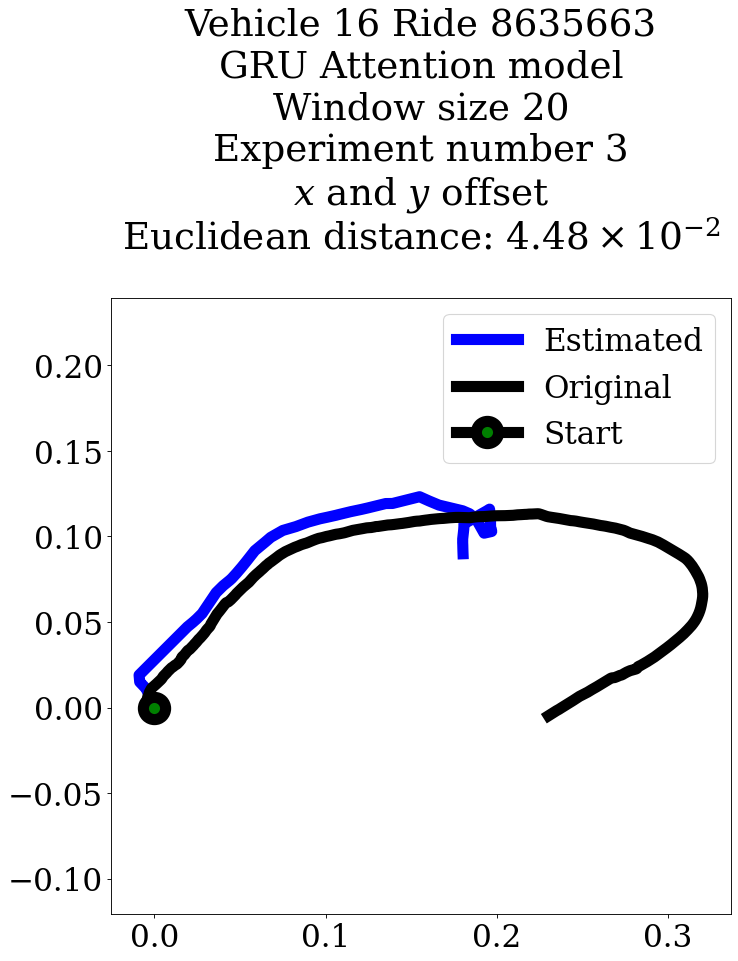 Vehicle 16 Ride 8635663
GRU Attention model
Window size 20
Experiment number 3
x and y offset
Euclidean distance: 4.48 × 10⁻²
Estimated
Original
Start
0.20
0.15
0.10
0.05
0.00
−0.05
−0.10
0.0 0.1 0.2 0.3